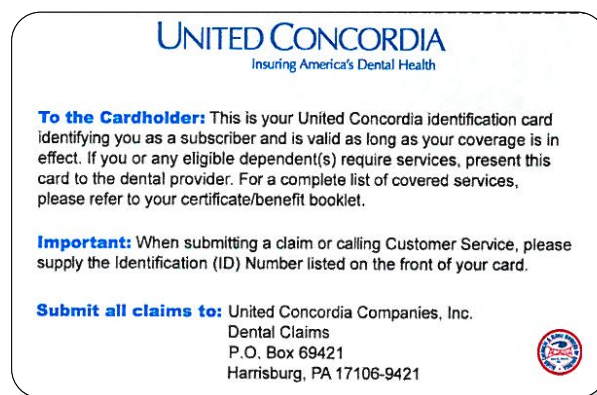 UNITED CONCORDIA
Insuring America's Dental Health
To the Cardholder: This is your United Concordia identification card
identifying you as a subscriber and is valid as long as your coverage is in
effect. If you or any eligible dependent(s) require services, present this
card to the dental provider. For a complete list of covered services,
please refer to your certificate/benefit booklet.
Important: When submitting a claim or calling Customer Service, please
supply the Identification (ID) Number listed on the front of your card.
Submit all claims to: United Concordia Companies, Inc.
Dental Claims
P.O. Box 69421
Harrisburg, PA 17106-9421